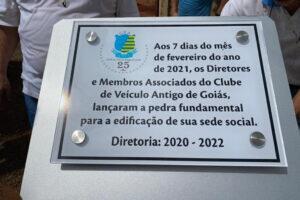 25
Aos 7 dias do mês
de fevereiro do ano
de 2021, os Diretores
e Membros Associados do Clube
de Veículo Antigo de Goiás,
lançaram a pedra fundamental
para a edificação de sua sede social.
Diretoria: 2020 - 2022